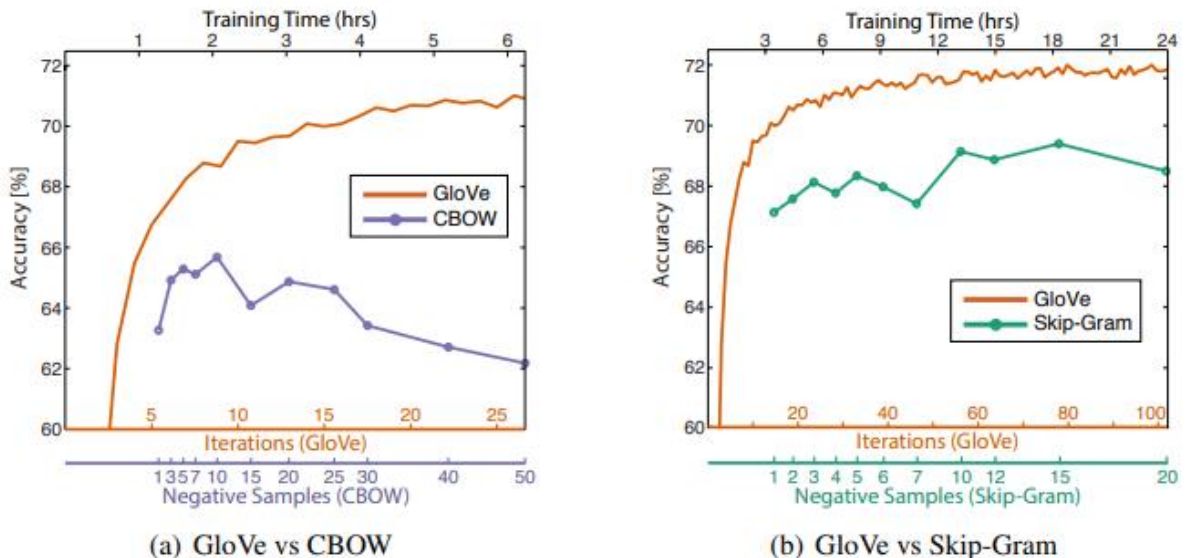 Training Time (hrs)
1 2 3 4 5 6
72
70
68
66
64
62
60
Accuracy [%]
GloVe
CBOW
5 10 15 20 25
Iterations (GloVe)
1 3 5 7 10 15 20 25 30 40 50
Negative Samples (CBOW)
(a) GloVe vs CBOW
Training Time (hrs)
3 6 9 12 15 18 21 24
72
70
68
66
64
62
60
Accuracy [%]
GloVe
Skip-Gram
20 40 60 80 100
Iterations (GloVe)
1 2 3 4 5 6 7 10 12 15 20
Negative Samples (Skip-Gram)
(b) GloVe vs Skip-Gram